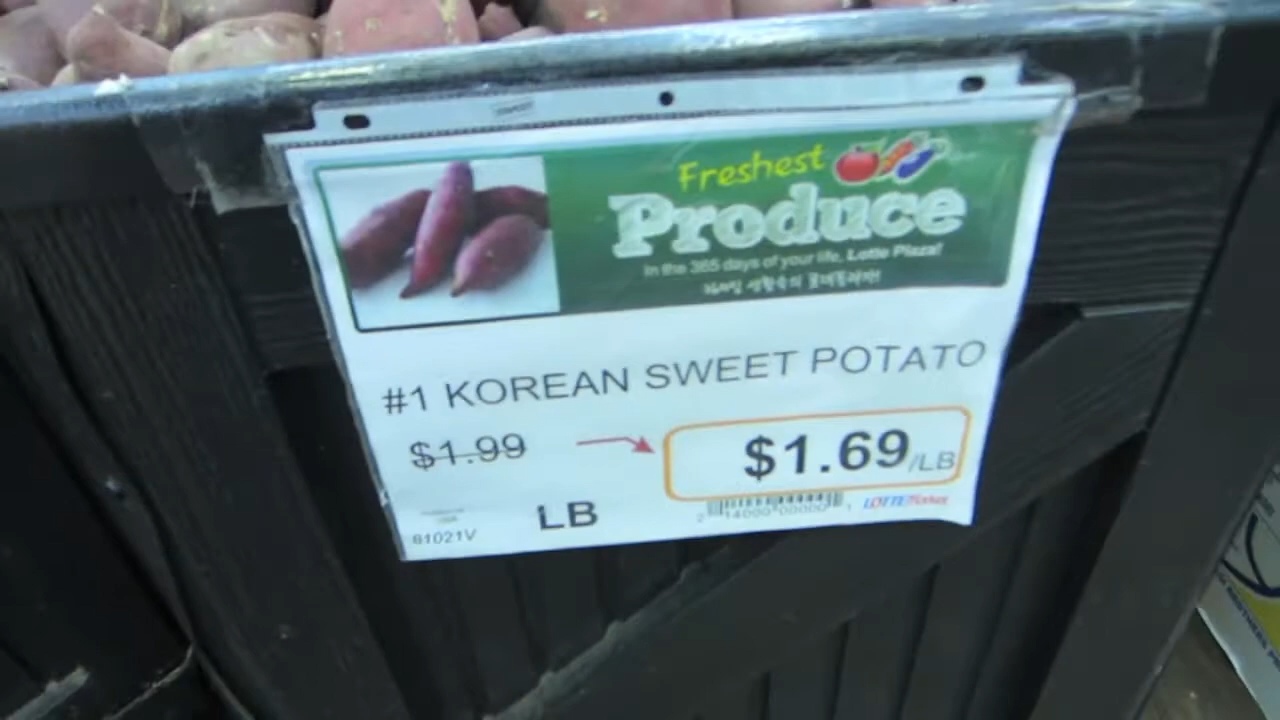 Freshest
Produce
In the 365 days of your life, Lotte Plaza!
#1 KOREAN SWEET POTATO
$1.99
$1.69/LB
LB
LOTTE Plaza
81021V